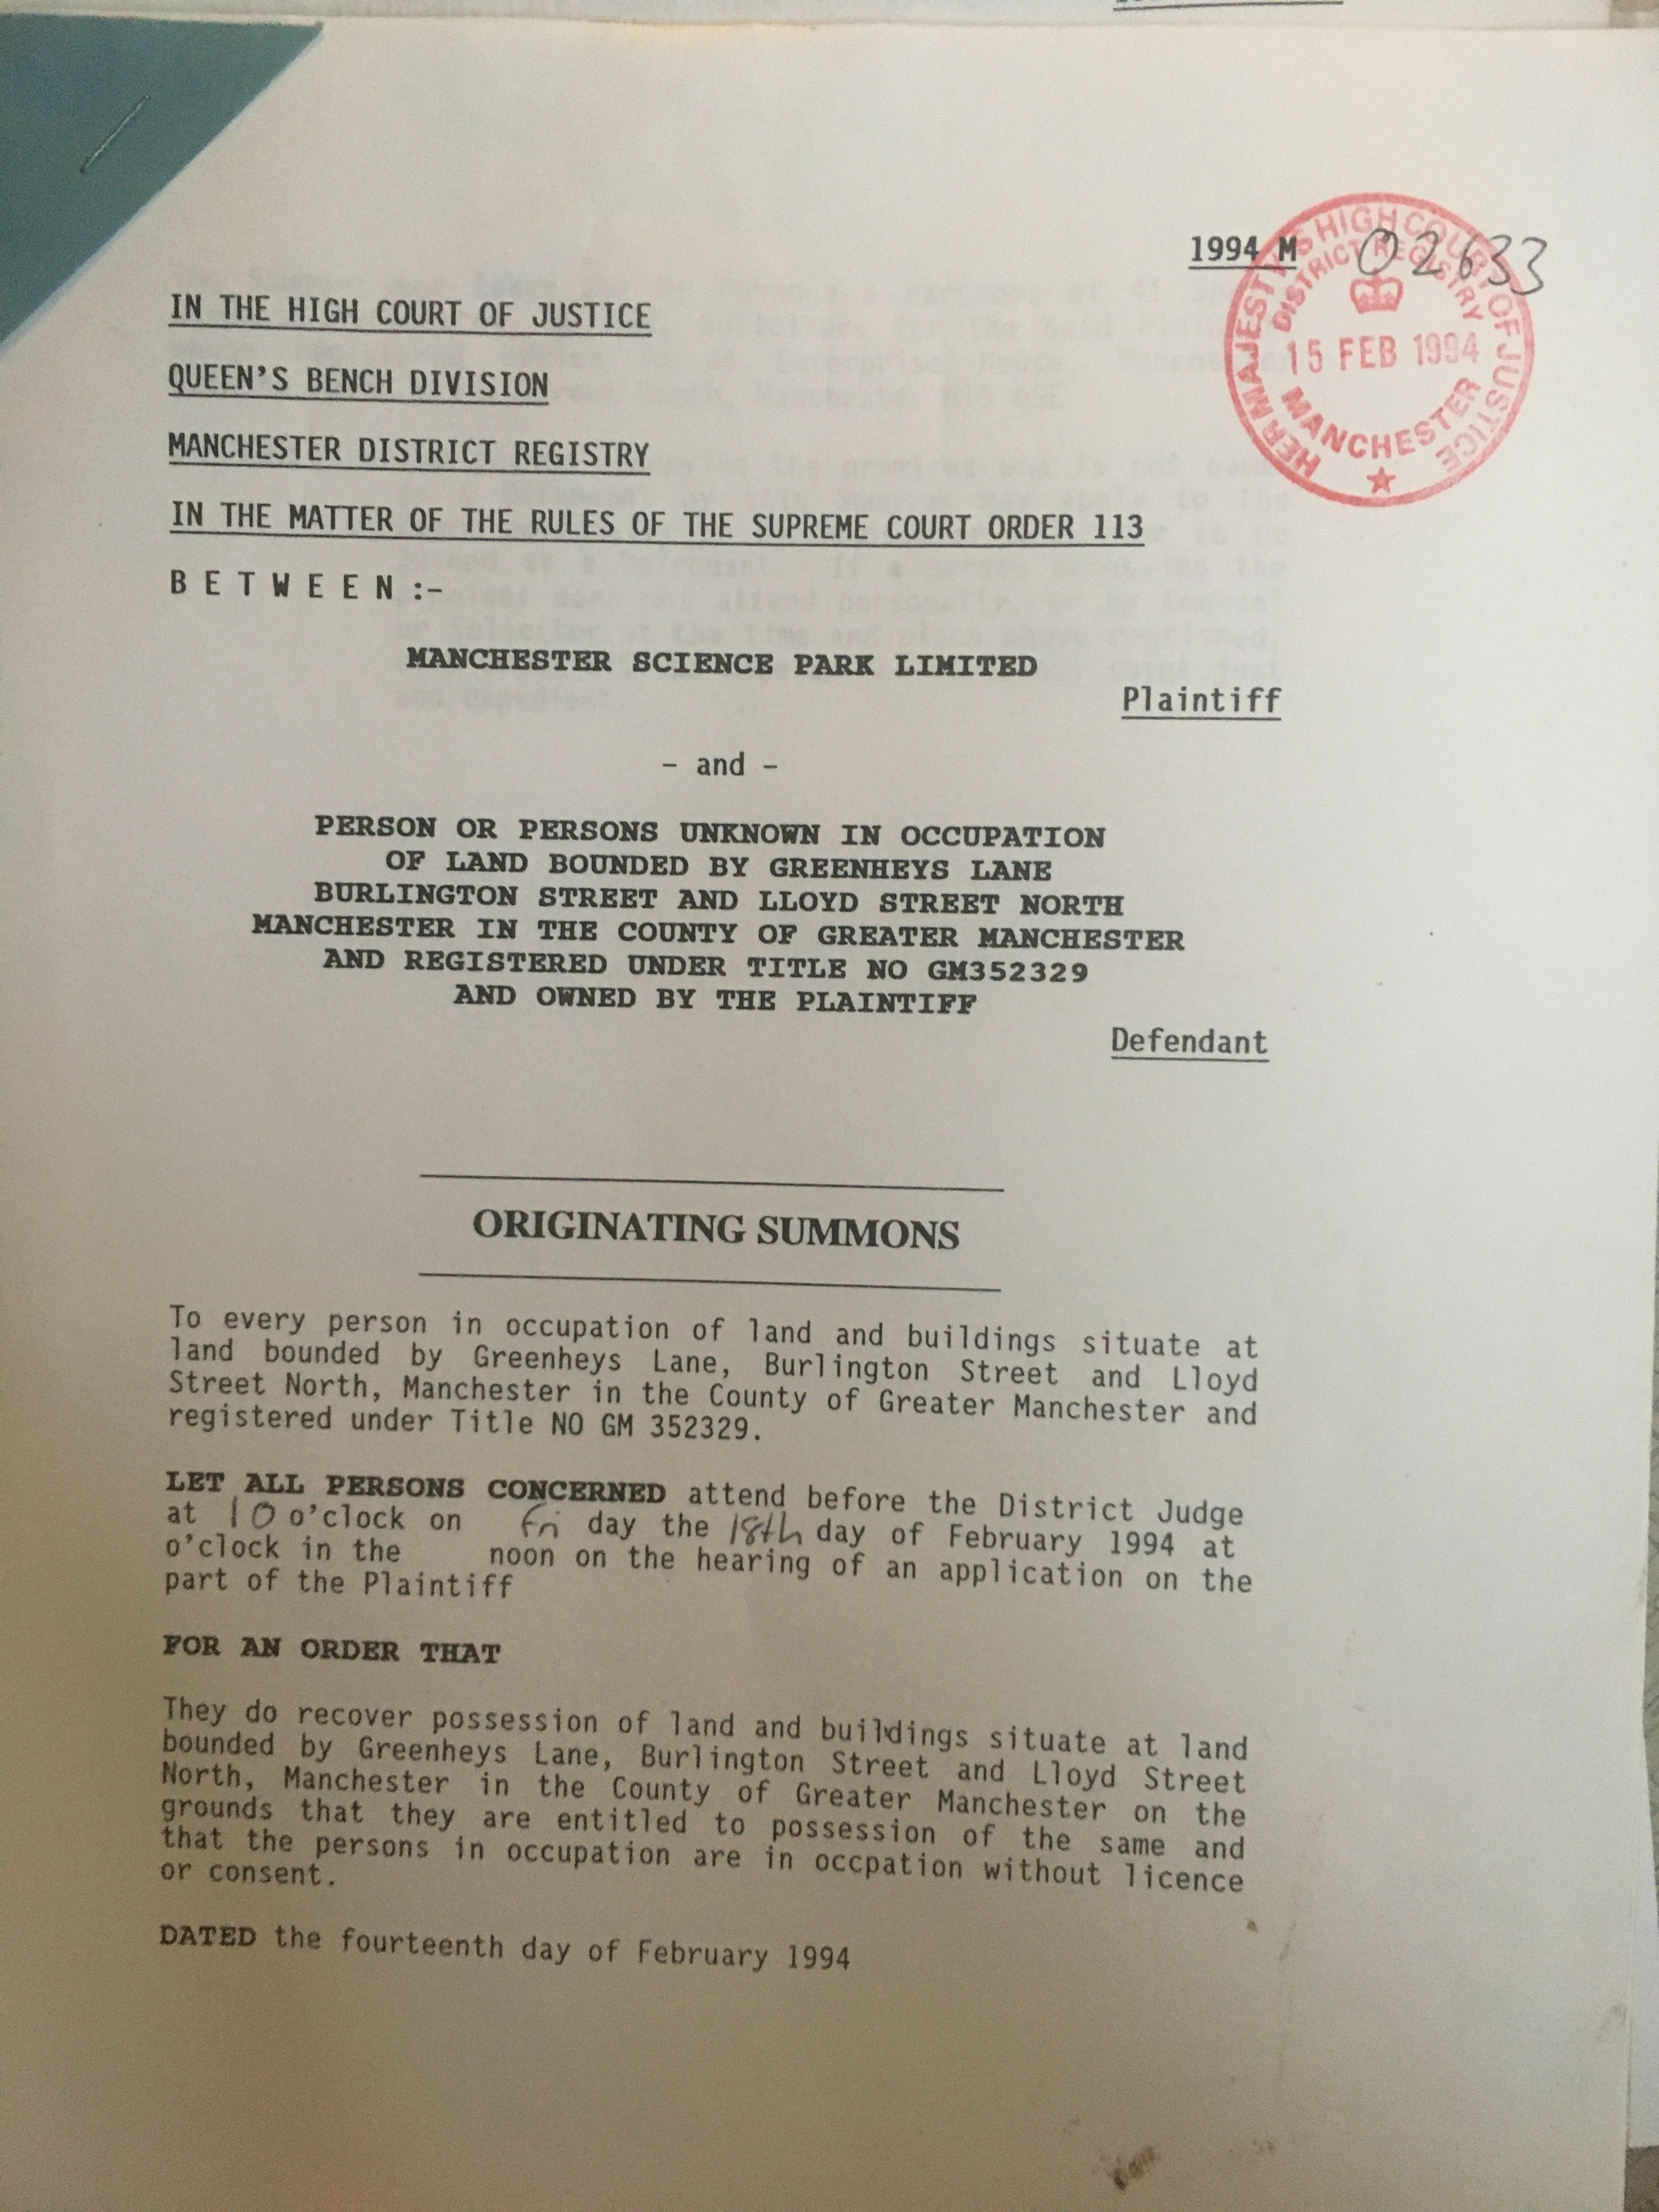 1994 M 02633
HER MAJESTY'S HIGH COURT OF JUSTICE
DISTRICT REGISTRY
15 FEB 1994
MANCHESTER
IN THE HIGH COURT OF JUSTICE
QUEEN'S BENCH DIVISION
MANCHESTER DISTRICT REGISTRY
IN THE MATTER OF THE RULES OF THE SUPREME COURT ORDER 113
B E T W E E N :-
MANCHESTER SCIENCE PARK LIMITED
Plaintiff
- and -
PERSON OR PERSONS UNKNOWN IN OCCUPATION
OF LAND BOUNDED BY GREENHEYS LANE
BURLINGTON STREET AND LLOYD STREET NORTH
MANCHESTER IN THE COUNTY OF GREATER MANCHESTER
AND REGISTERED UNDER TITLE NO GM352329
AND OWNED BY THE PLAINTIFF
Defendant
ORIGINATING SUMMONS
To every person in occupation of land and buildings situate at
land bounded by Greenheys Lane, Burlington Street and Lloyd
Street North, Manchester in the County of Greater Manchester and
registered under Title NO GM 352329.
LET ALL PERSONS CONCERNED attend before the District Judge
at 10 o'clock on Fri day the 18th day of February 1994 at
o'clock in the noon on the hearing of an application on the
part of the Plaintiff
FOR AN ORDER THAT
They do recover possession of land and buildings situate at land
bounded by Greenheys Lane, Burlington Street and Lloyd Street
North, Manchester in the County of Greater Manchester on the
grounds that they are entitled to possession of the same and
that the persons in occupation are in occpation without licence
or consent.
DATED the fourteenth day of February 1994